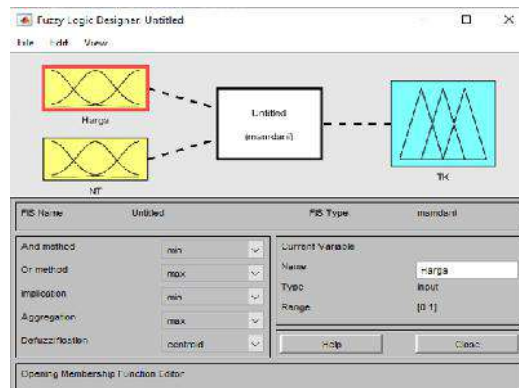 Fuzzy Logic Designer: Untitled
File Edit View
Harga
NT
Untitled
(mamdani)
TK
FIS Name Untitled FIS Type mamdani
And method min
Or method max
Implication min
Aggregation max
Defuzzification centroid
Current Variable
Name Harga
Type input
Range [0 1]
Help Close
Opening Membership Function Editor